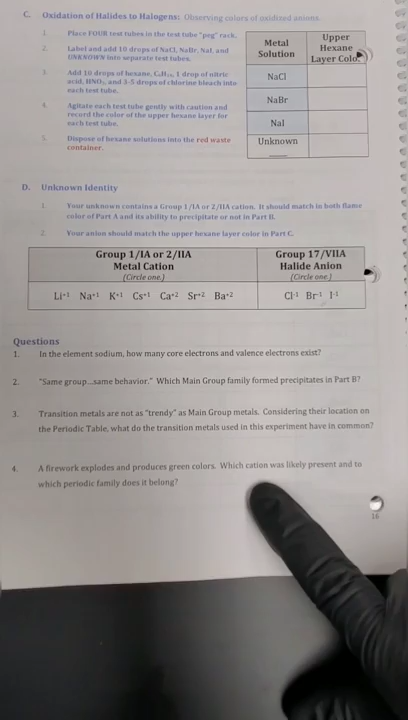 C. Oxidation of Halides to Halogens: Observing colors of oxidized anions.
1. Place FOUR test tubes in the test tube "peg" rack.
2. Label and add 10 drops of NaCl, NaBr, NaI, and
UNKNOWN into separate test tubes.
3. Add 10 drops of hexane, C₆H₁₄, 1 drop of nitric
acid, HNO₃, and 3-5 drops of chlorine bleach into
each test tube.
4. Agitate each test tube gently with caution and
record the color of the upper hexane layer for
each test tube.
5. Dispose of hexane solutions into the red waste
container.
Metal
Solution
Upper
Hexane
Layer Color
NaCl
NaBr
NaI
Unknown
D. Unknown Identity
1. Your unknown contains a Group 1/IA or 2/IIA cation. It should match in both flame
color of Part A and its ability to precipitate or not in Part B.
2. Your anion should match the upper hexane layer color in Part C.
Group 1/IA or 2/IIA
Metal Cation
(Circle one.)
Group 17/VIIA
Halide Anion
(Circle one.)
Li⁺¹ Na⁺¹ K⁺¹ Cs⁺¹ Ca⁺² Sr⁺² Ba⁺²
Cl⁻¹ Br⁻¹ I⁻¹
Questions
1. In the element sodium, how many core electrons and valence electrons exist?
2. "Same group...same behavior." Which Main Group family formed precipitates in Part B?
3. Transition metals are not as "trendy" as Main Group metals. Considering their location on
the Periodic Table, what do the transition metals used in this experiment have in common?
4. A firework explodes and produces green colors. Which cation was likely present and to
which periodic family does it belong?
16